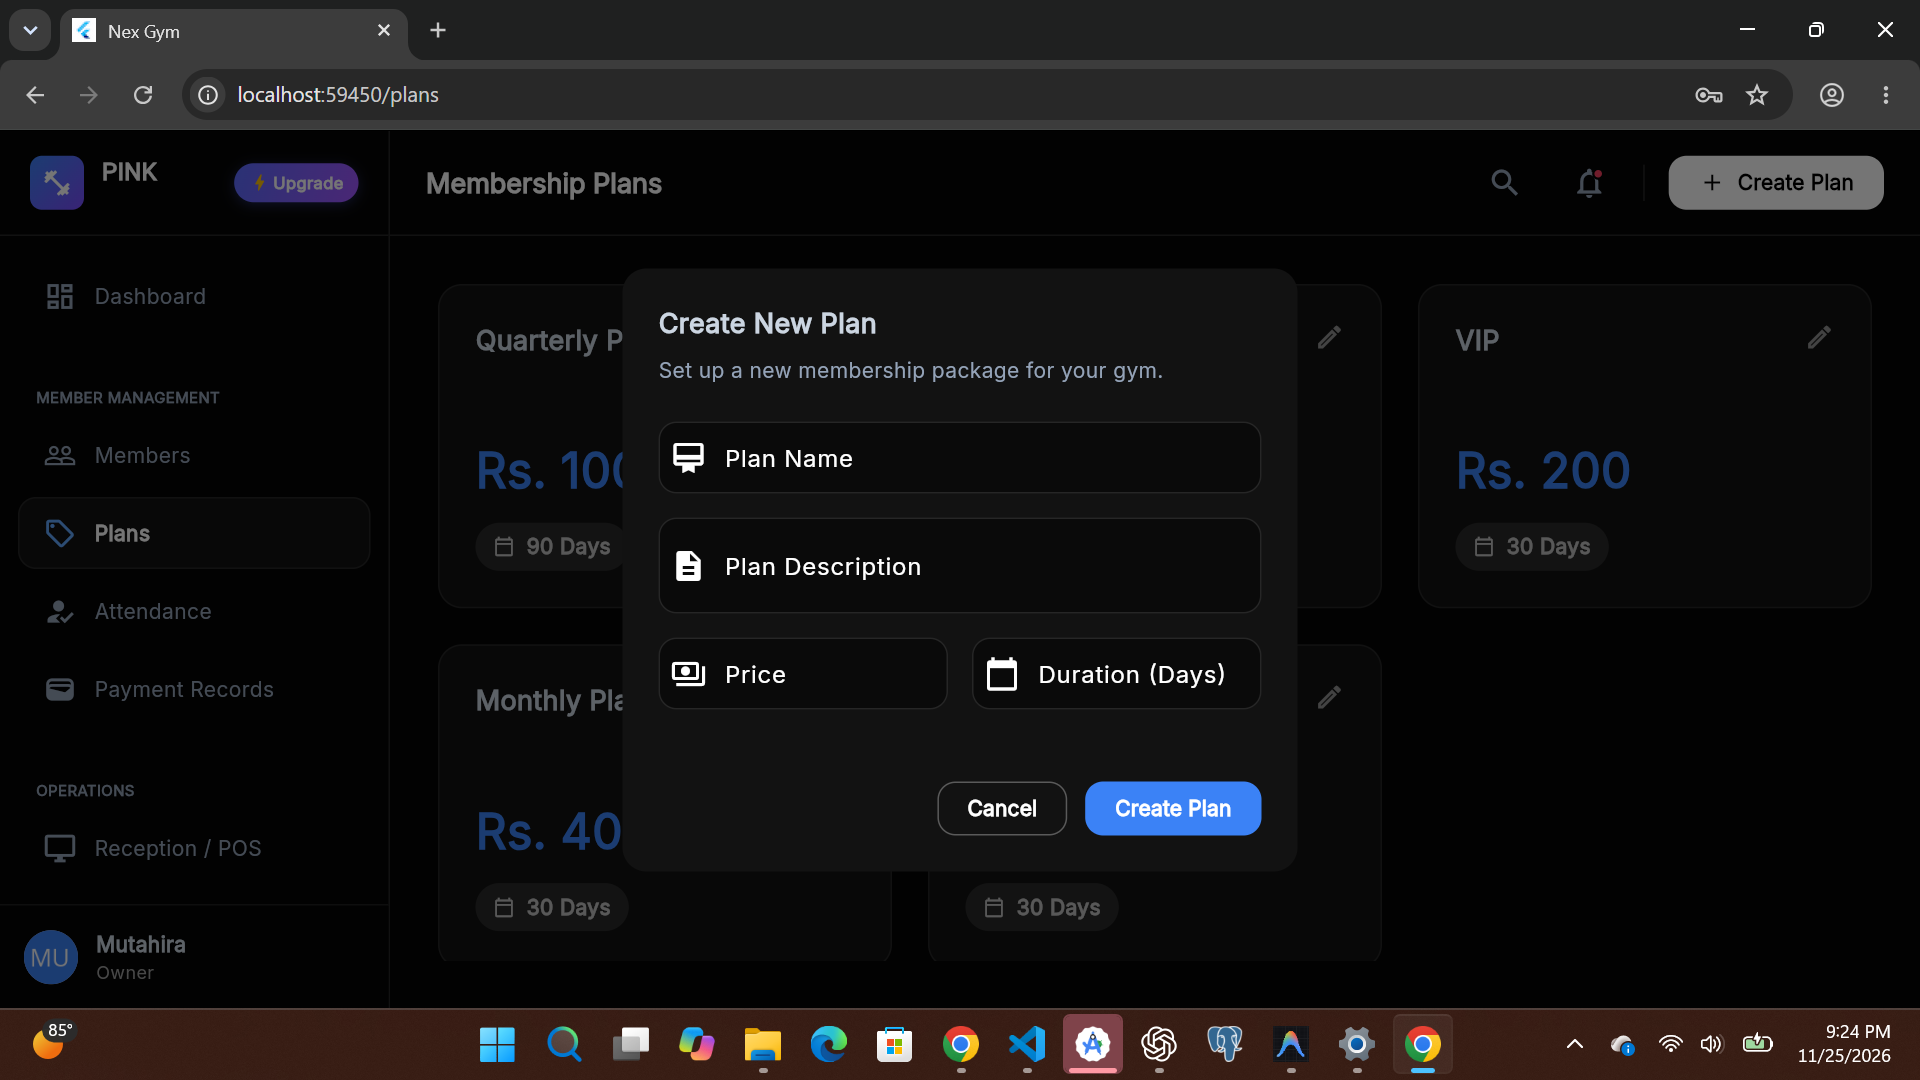 Nex Gym
localhost:59450/plans
PINK
Upgrade
Membership Plans
+ Create Plan
Dashboard
MEMBER MANAGEMENT
Members
Plans
Attendance
Payment Records
OPERATIONS
Reception / POS
MU
Mutahira
Owner
Quarterly P
Rs. 100
90 Days
VIP
Rs. 200
30 Days
Monthly Pla
Rs. 40
30 Days
30 Days
Create New Plan
Set up a new membership package for your gym.
Plan Name
Plan Description
Price
Duration (Days)
Cancel
Create Plan
85°
9:24 PM
11/25/2026